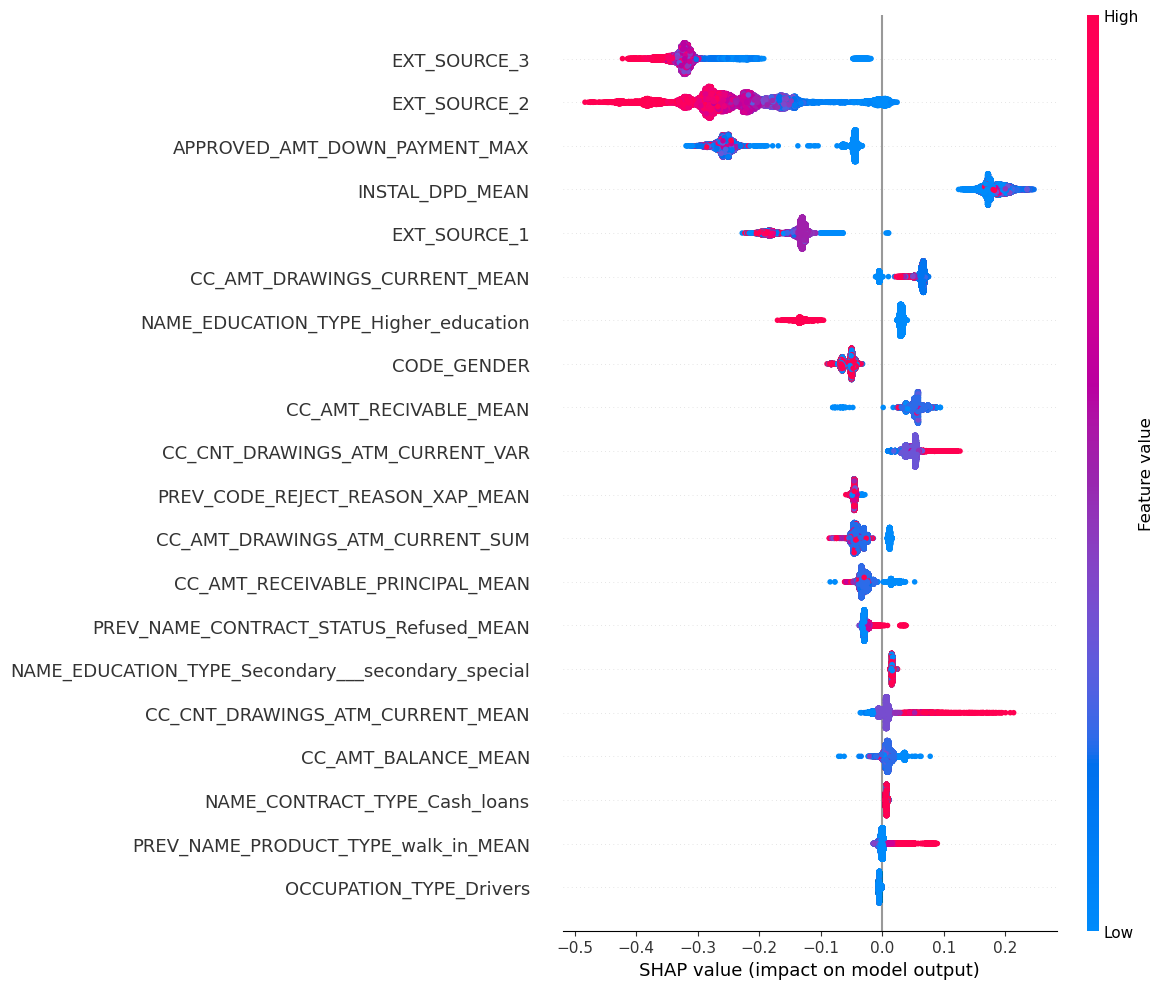 EXT_SOURCE_3
EXT_SOURCE_2
APPROVED_AMT_DOWN_PAYMENT_MAX
INSTAL_DPD_MEAN
EXT_SOURCE_1
CC_AMT_DRAWINGS_CURRENT_MEAN
NAME_EDUCATION_TYPE_Higher_education
CODE_GENDER
CC_AMT_RECIVABLE_MEAN
CC_CNT_DRAWINGS_ATM_CURRENT_VAR
PREV_CODE_REJECT_REASON_XAP_MEAN
CC_AMT_DRAWINGS_ATM_CURRENT_SUM
CC_AMT_RECEIVABLE_PRINCIPAL_MEAN
PREV_NAME_CONTRACT_STATUS_Refused_MEAN
NAME_EDUCATION_TYPE_Secondary___secondary_special
CC_CNT_DRAWINGS_ATM_CURRENT_MEAN
CC_AMT_BALANCE_MEAN
NAME_CONTRACT_TYPE_Cash_loans
PREV_NAME_PRODUCT_TYPE_walk_in_MEAN
OCCUPATION_TYPE_Drivers
−0.5 −0.4 −0.3 −0.2 −0.1 0.0 0.1 0.2
SHAP value (impact on model output)
High
Feature value
Low